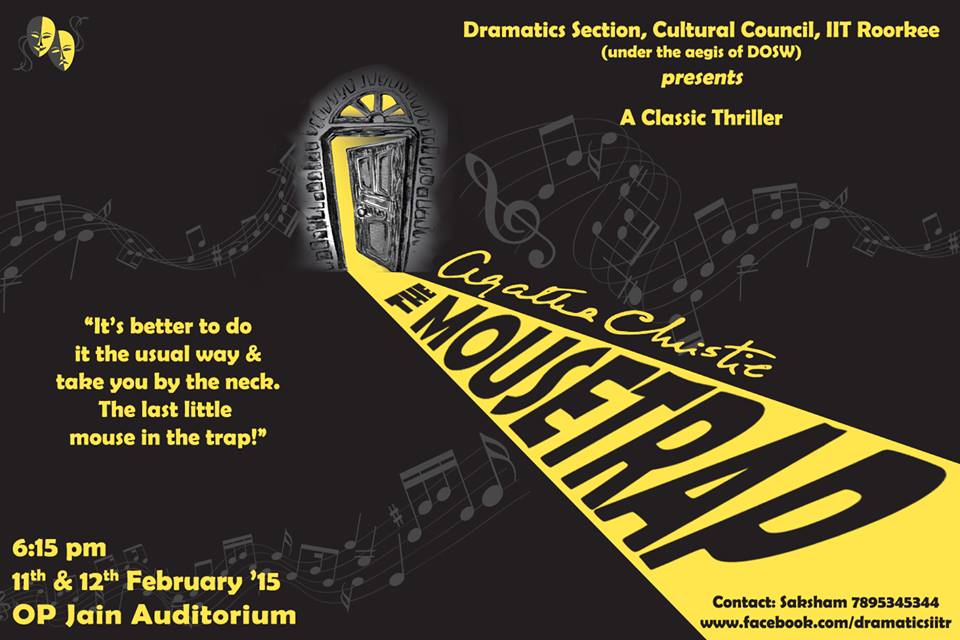 Dramatics Section, Cultural Council, IIT Roorkee
(under the aegis of DOSW)
presents
A Classic Thriller
Agatha Christie
THE MOUSETRAP
“It’s better to do
it the usual way &
take you by the neck.
The last little
mouse in the trap!”
6:15 pm
11th & 12th February ’15
OP Jain Auditorium
Contact: Saksham 7895345344
www.facebook.com/dramaticsiitr